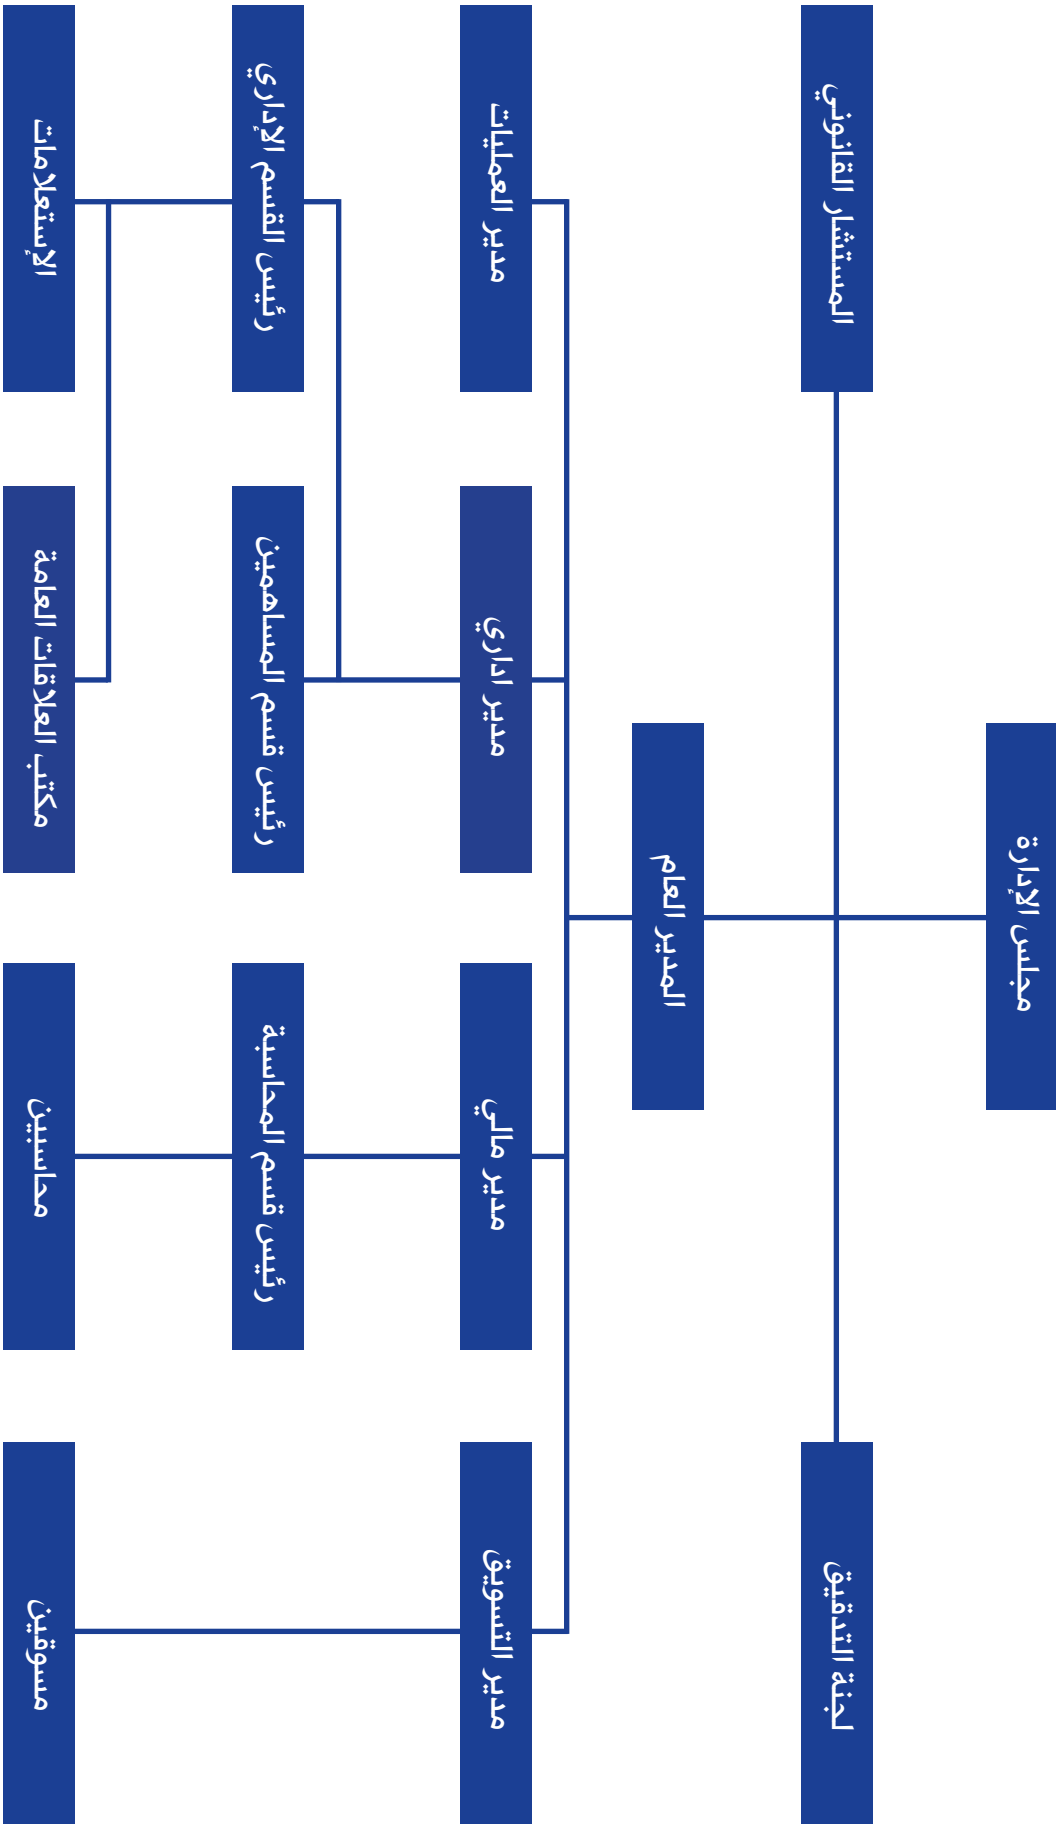 مجلس الإدارة
المستشار القانوني
لجنة التدقيق
المدير العام
مدير العمليات
مدير اداري
مدير مالي
مدير التسويق
رئيس القسم الإداري
رئيس قسم المساهمين
رئيس قسم المحاسبة
الإستعلامات
مكتب العلاقات العامة
محاسبين
مسوقين